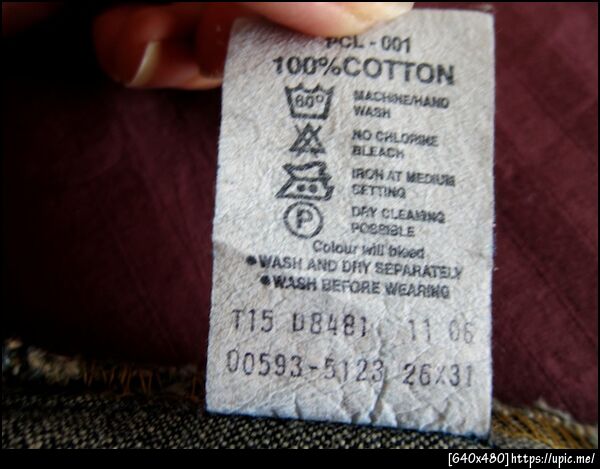 PCL - 001
100%COTTON
60° MACHINE/HAND
WASH
NO CHLORINE
BLEACH
IRON AT MEDIUM
SETTING
P DRY CLEANING
POSSIBLE
Colour will bleed
•WASH AND DRY SEPARATELY
•WASH BEFORE WEARING
T15 D8481 11 06
00593-5123 26X31
[640x480]https://upic.me/